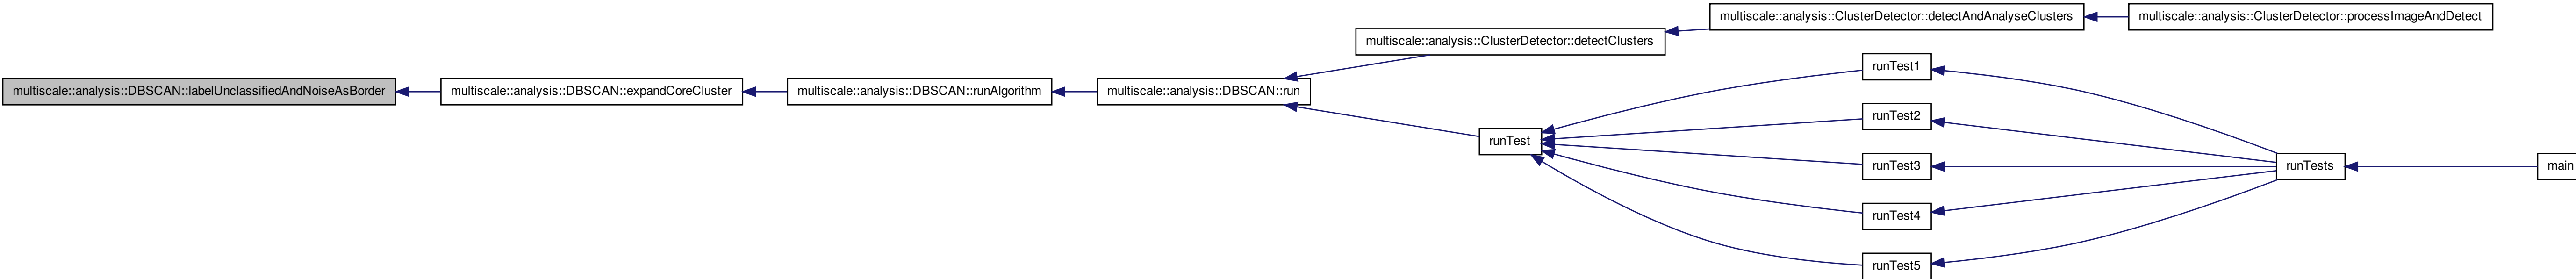 multiscale::analysis::DBSCAN::labelUnclassifiedAndNoiseAsBorder
multiscale::analysis::DBSCAN::expandCoreCluster
multiscale::analysis::DBSCAN::runAlgorithm
multiscale::analysis::DBSCAN::run
multiscale::analysis::ClusterDetector::detectClusters
multiscale::analysis::ClusterDetector::detectAndAnalyseClusters
multiscale::analysis::ClusterDetector::processImageAndDetect
runTest
runTest1
runTest2
runTest3
runTest4
runTest5
runTests
main